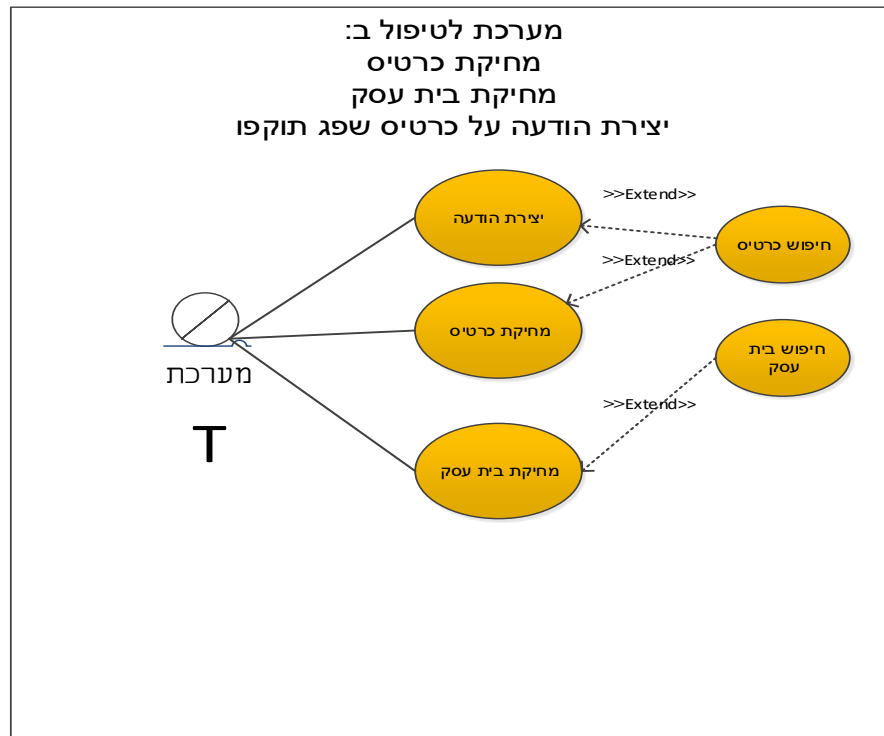 מערכת לטיפול ב:
מחיקת כרטיס
מחיקת בית עסק
יצירת הודעה על כרטיס שפג תוקפו
>>Extend>>
יצירת הודעה
חיפוש כרטיס
>>Extend>>
מחיקת כרטיס
חיפוש בית
עסק
מערכת
>>Extend>>
T
מחיקת בית עסק